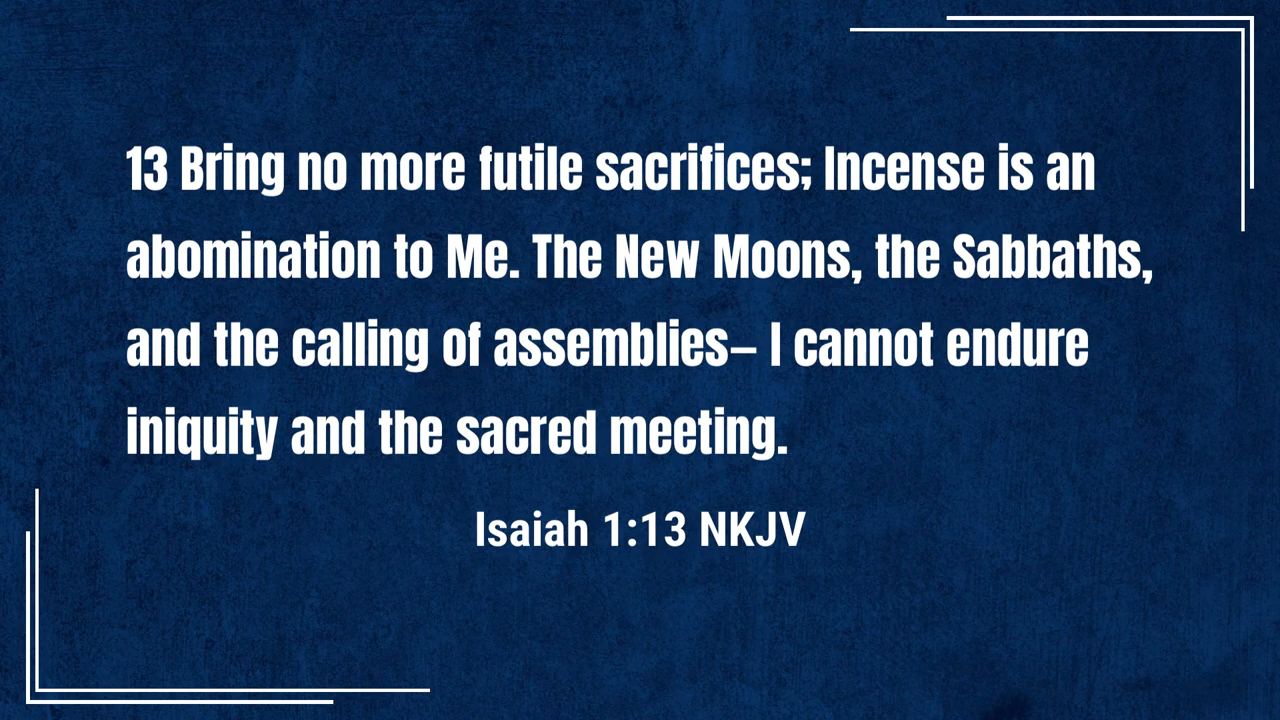 13 Bring no more futile sacrifices; Incense is an
abomination to Me. The New Moons, the Sabbaths,
and the calling of assemblies– I cannot endure
iniquity and the sacred meeting.
Isaiah 1:13 NKJV